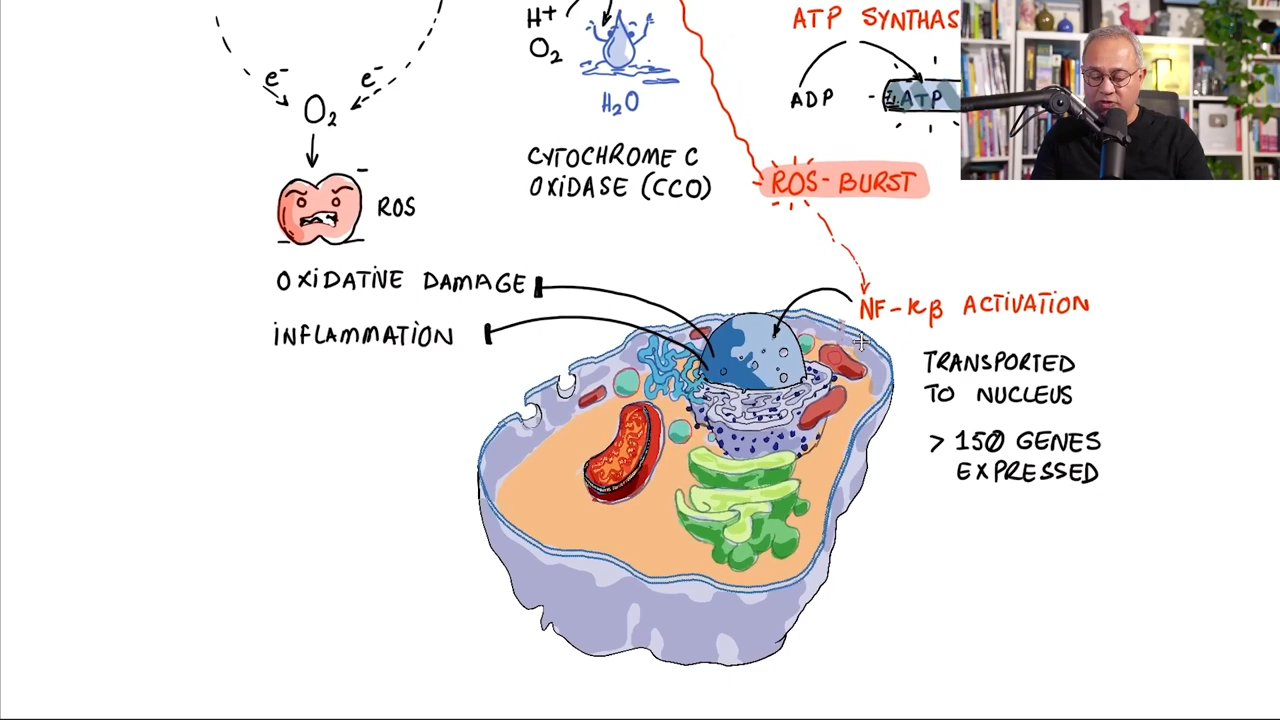 H+
O2
H2O
ATP SYNTHAS
ADP
ATP
e-
e-
O2
ROS
CYTOCHROME C
OXIDASE (CCO)
ROS-BURST
OXIDATIVE DAMAGE
INFLAMMATION
NF-κβ ACTIVATION
TRANSPORTED
TO NUCLEUS
> 150 GENES
EXPRESSED